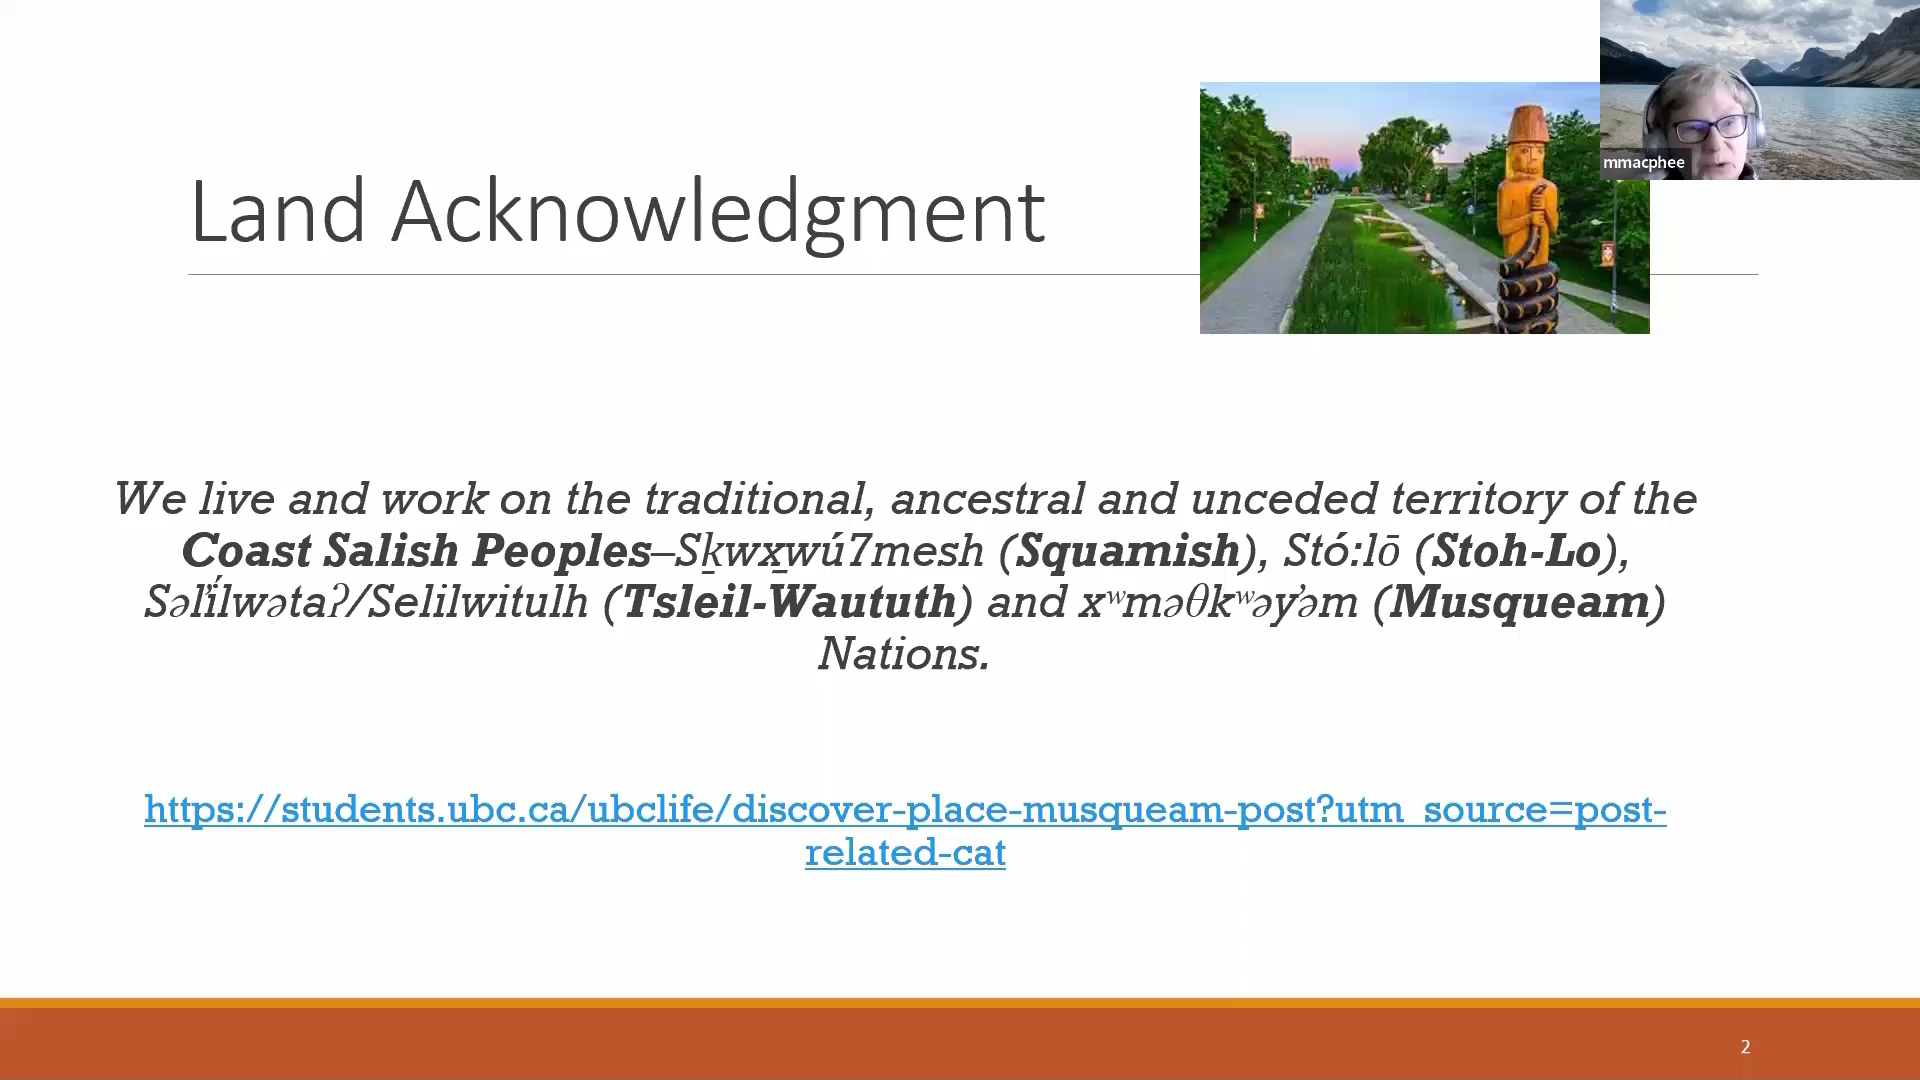 mmacphee
Land Acknowledgment
We live and work on the traditional, ancestral and unceded territory of the
Coast Salish Peoples–Sḵwx̱wú7mesh (Squamish), Stó:lō (Stoh-Lo),
Səl̓ílwətaʔ/Selilwitulh (Tsleil-Waututh) and xʷməθkʷəy̓əm (Musqueam)
Nations.
https://students.ubc.ca/ubclife/discover-place-musqueam-post?utm_source=post-
related-cat
2